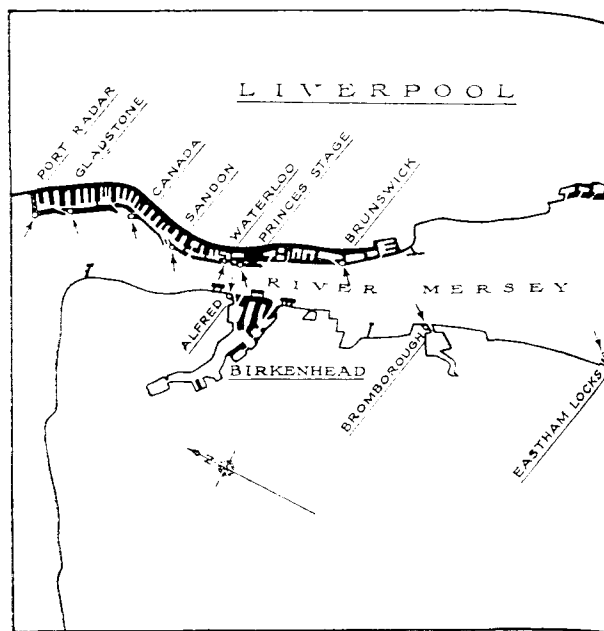 LIVERPOOL
PORT RADAR
GLADSTONE
CANADA
SANDON
WATERLOO
PRINCES STAGE
BRUNSWICK
RIVER MERSEY
ALFRED
BIRKENHEAD
BROMBOROUGH
EASTHAM LOCKS
N